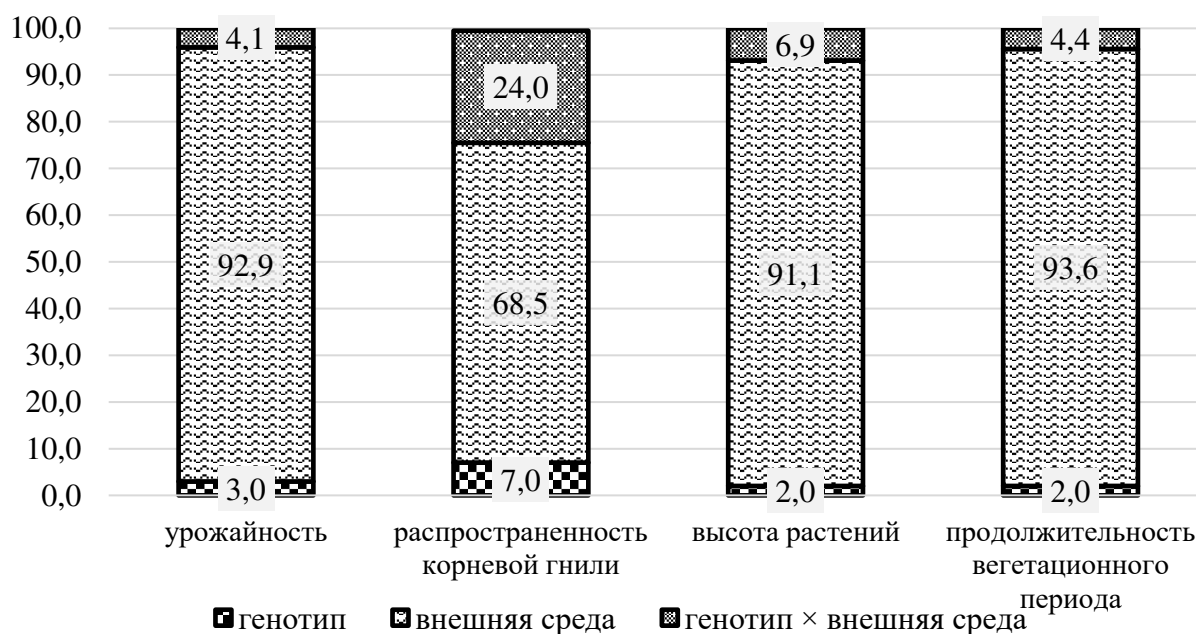 100,0
90,0
80,0
70,0
60,0
50,0
40,0
30,0
20,0
10,0
0,0
4,1
24,0
6,9
4,4
92,9
68,5
91,1
93,6
3,0
7,0
2,0
2,0
урожайность
распространенность
корневой гнили
высота растений
продолжительность
вегетационного
периода
генотип
внешняя среда
генотип × внешняя среда